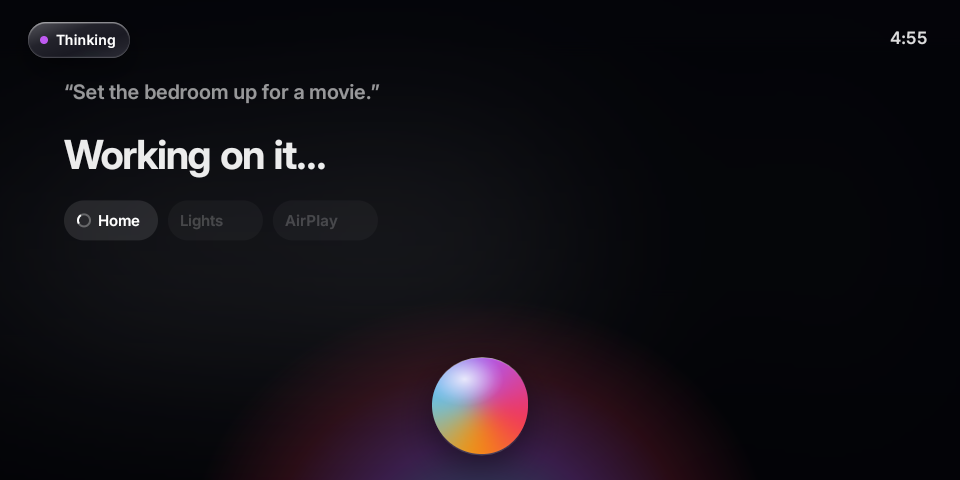 Thinking
4:55
“Set the bedroom up for a movie.”
Working on it...
Home Lights AirPlay